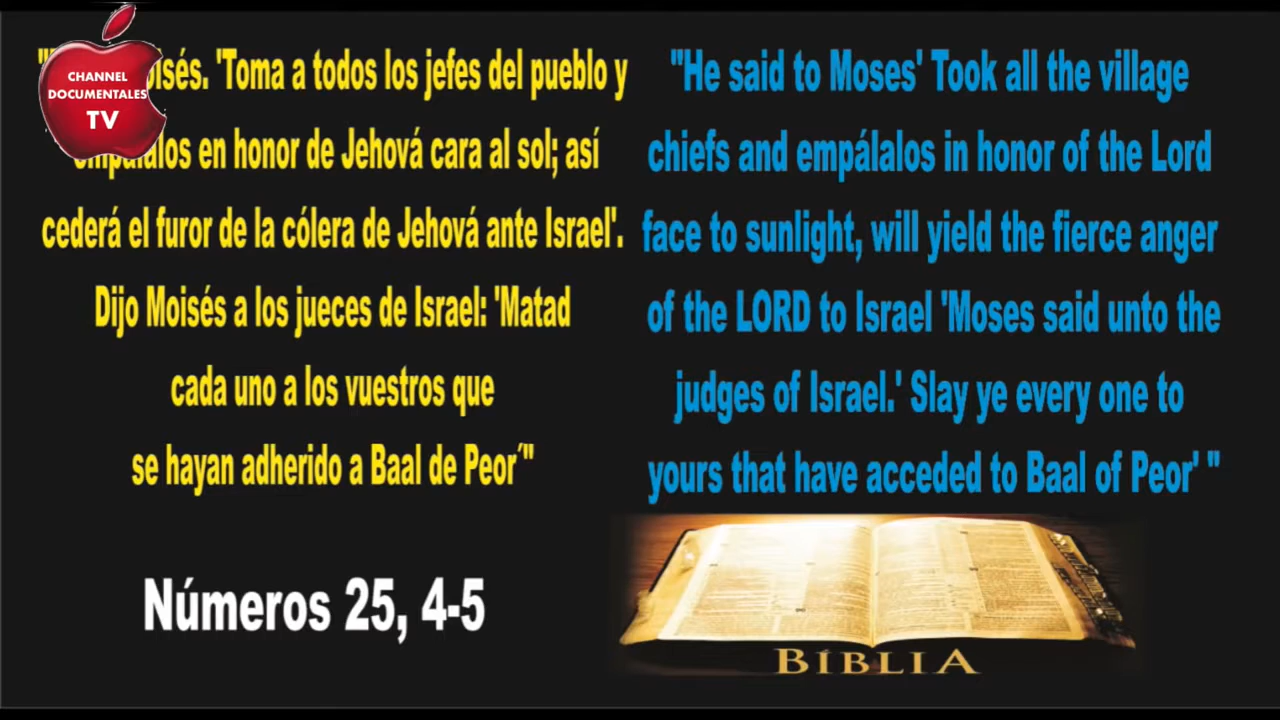 CHANNEL
DOCUMENTALES
TV
isés. 'Toma a todos los jefes del pueblo y
empálalos en honor de Jehová cara al sol; así
cederá el furor de la cólera de Jehová ante Israel'.
Dijo Moisés a los jueces de Israel: 'Matad
cada uno a los vuestros que
se hayan adherido a Baal de Peor´"
Números 25, 4-5
"He said to Moses' Took all the village
chiefs and empálalos in honor of the Lord
face to sunlight, will yield the fierce anger
of the LORD to Israel 'Moses said unto the
judges of Israel.' Slay ye every one to
yours that have acceded to Baal of Peor' "
BÍBLIA